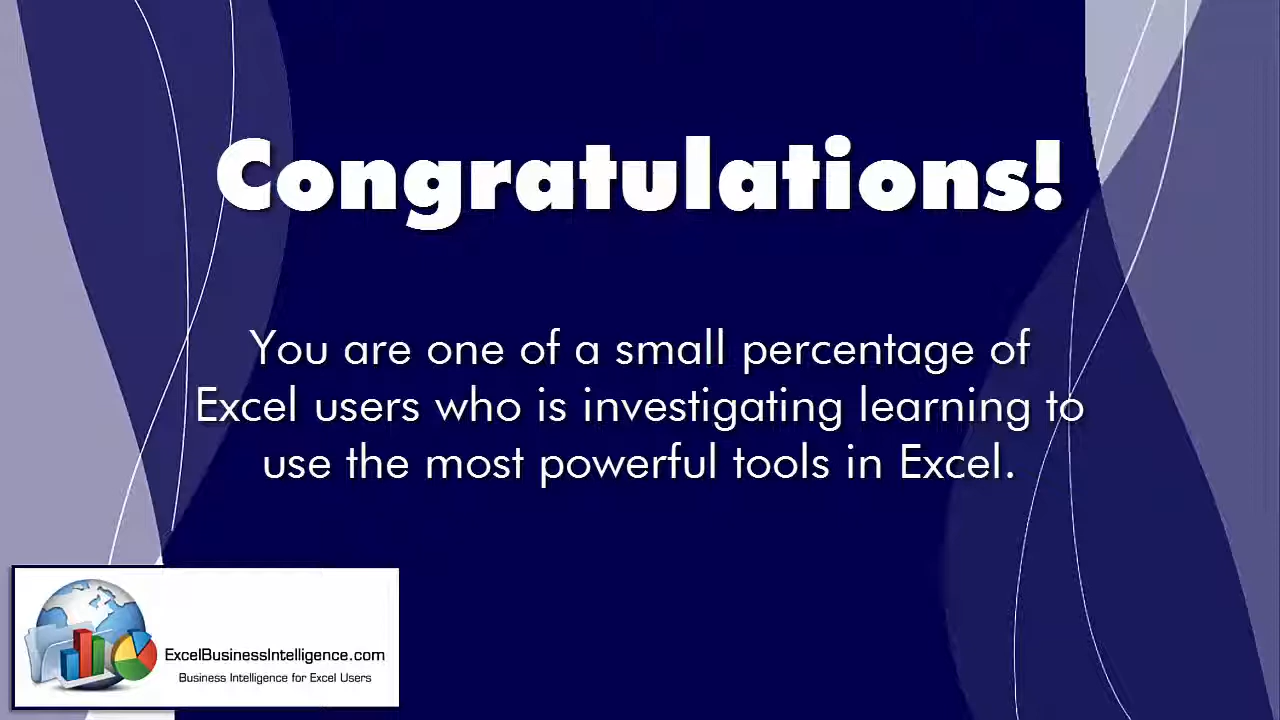 Congratulations!
You are one of a small percentage of
Excel users who is investigating learning to
use the most powerful tools in Excel.
ExcelBusinessIntelligence.com
Business Intelligence for Excel Users